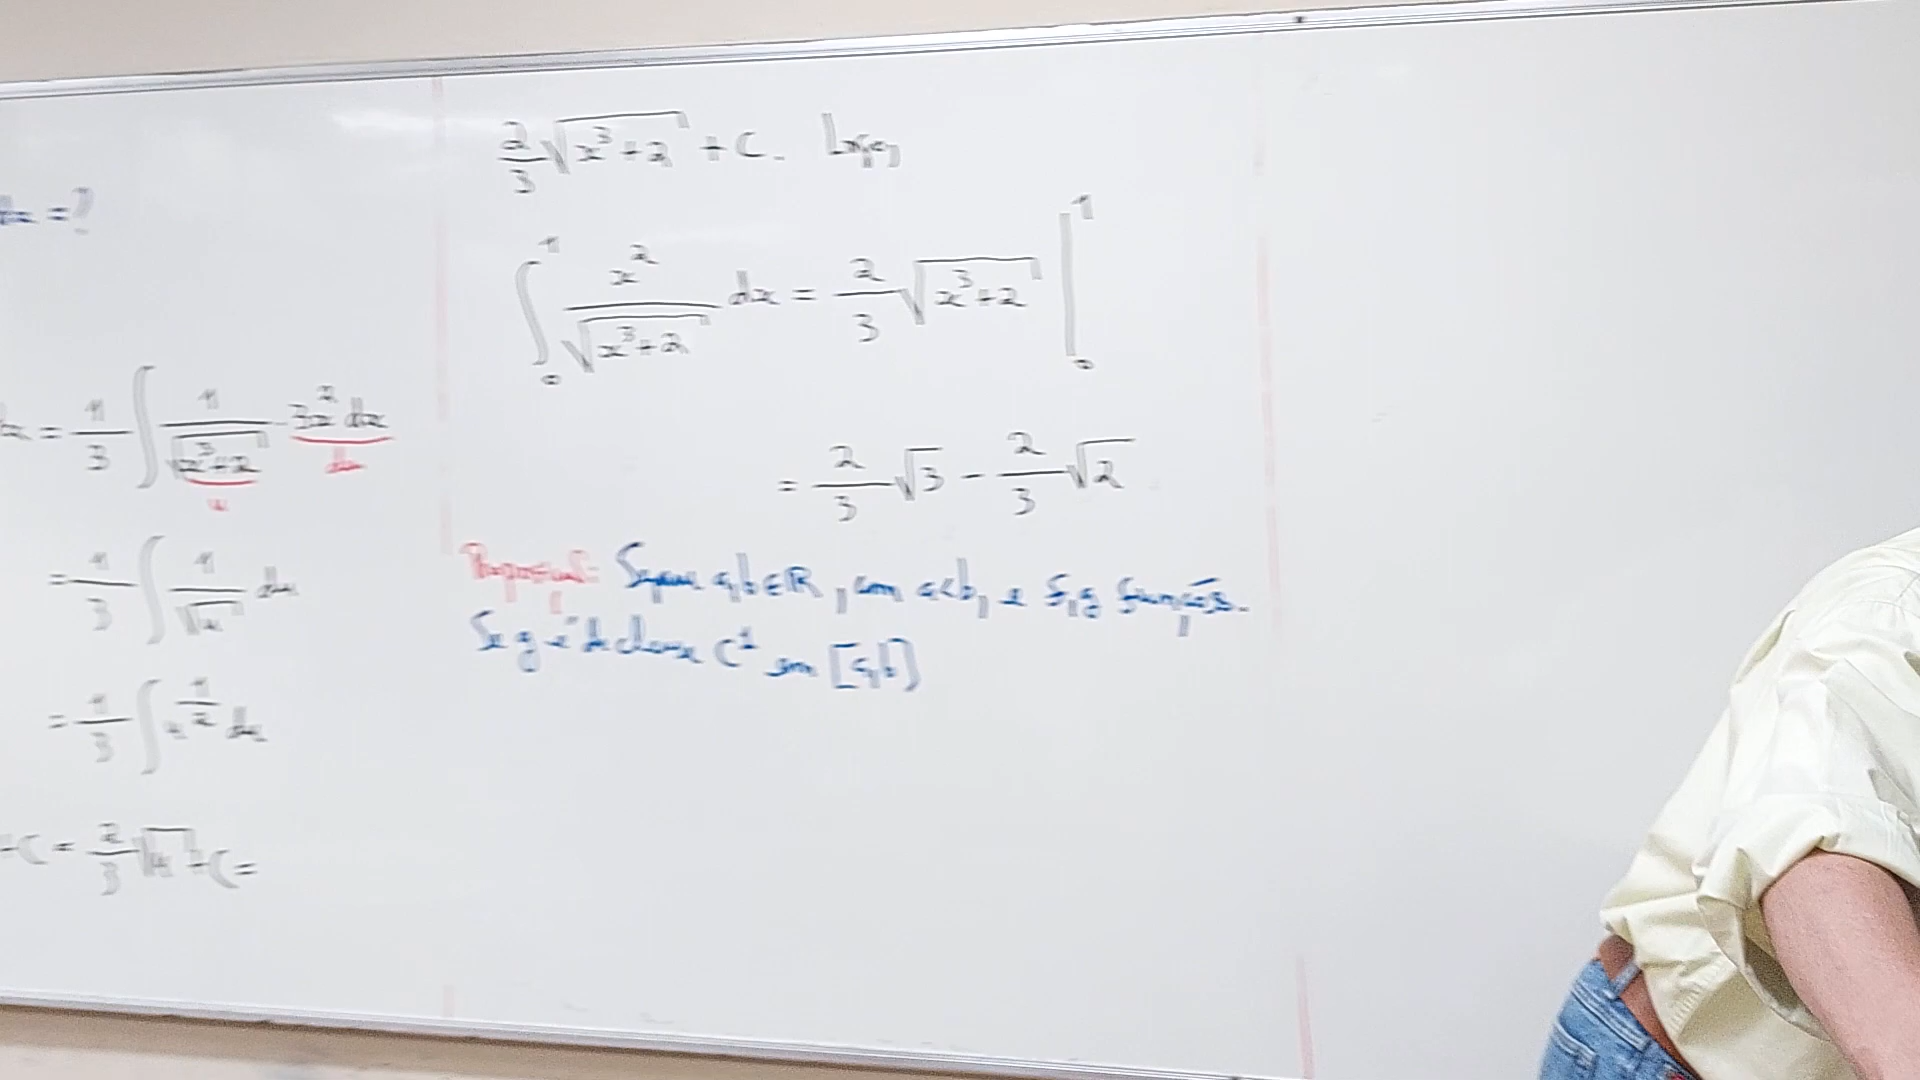 dx = ?
dx = 1/3 ∫ 1/√(x³+2) · 3x² dx
u du
= 1/3 ∫ 1/√u du
= 1/3 ∫ u^(-1/2) du
+C = 2/3 √u + C =
2/3 √(x³+2) + C. Logo,
∫₀¹ x²/√(x³+2) dx = 2/3 √(x³+2) |₀¹
= 2/3 √3 − 2/3 √2
Proposição: Sejam a,b∈ℝ, com a<b, e f,g funções.
Se g é de classe C¹ em [a,b]